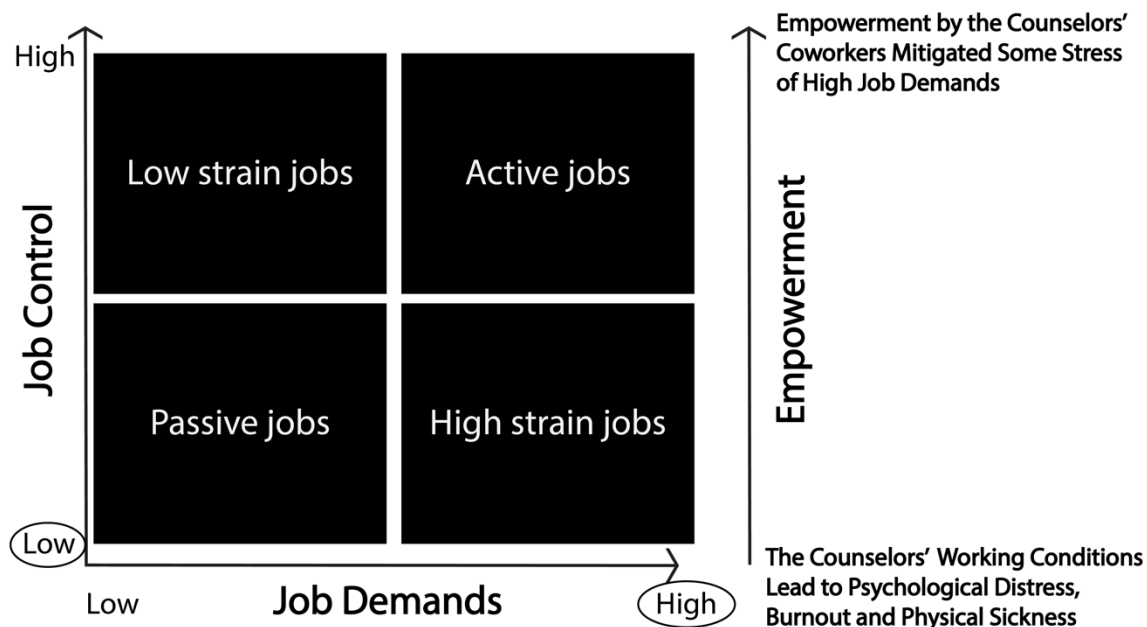 High
Job Control
Low
Low strain jobs
Active jobs
Passive jobs
High strain jobs
Low
Job Demands
High
Empowerment
Empowerment by the Counselors’
Coworkers Mitigated Some Stress
of High Job Demands
The Counselors’ Working Conditions
Lead to Psychological Distress,
Burnout and Physical Sickness